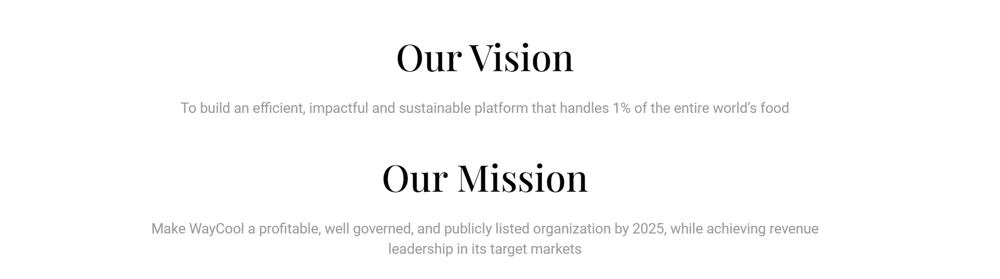 Our Vision
To build an efficient, impactful and sustainable platform that handles 1% of the entire world’s food
Our Mission
Make WayCool a profitable, well governed, and publicly listed organization by 2025, while achieving revenue
leadership in its target markets